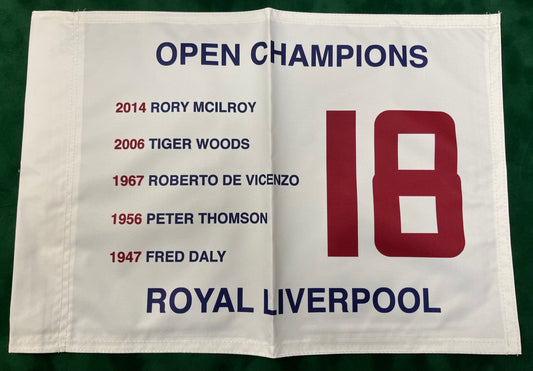 OPEN CHAMPIONS
2014 RORY MCILROY
2006 TIGER WOODS
1967 ROBERTO DE VICENZO
1956 PETER THOMSON
1947 FRED DALY
18
ROYAL LIVERPOOL